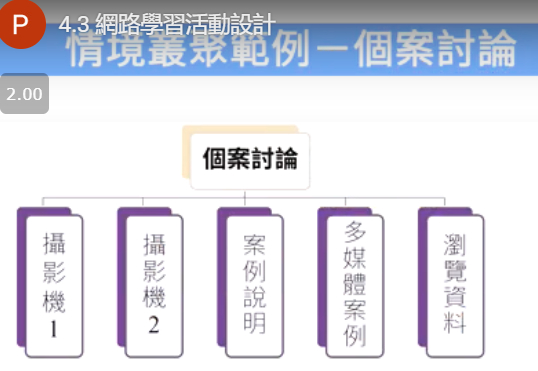 P
4.3 網路學習活動設計
情境叢聚範例－個案討論
2.00
個案討論
攝影機1
攝影機2
案例說明
多媒體案例
瀏覽資料